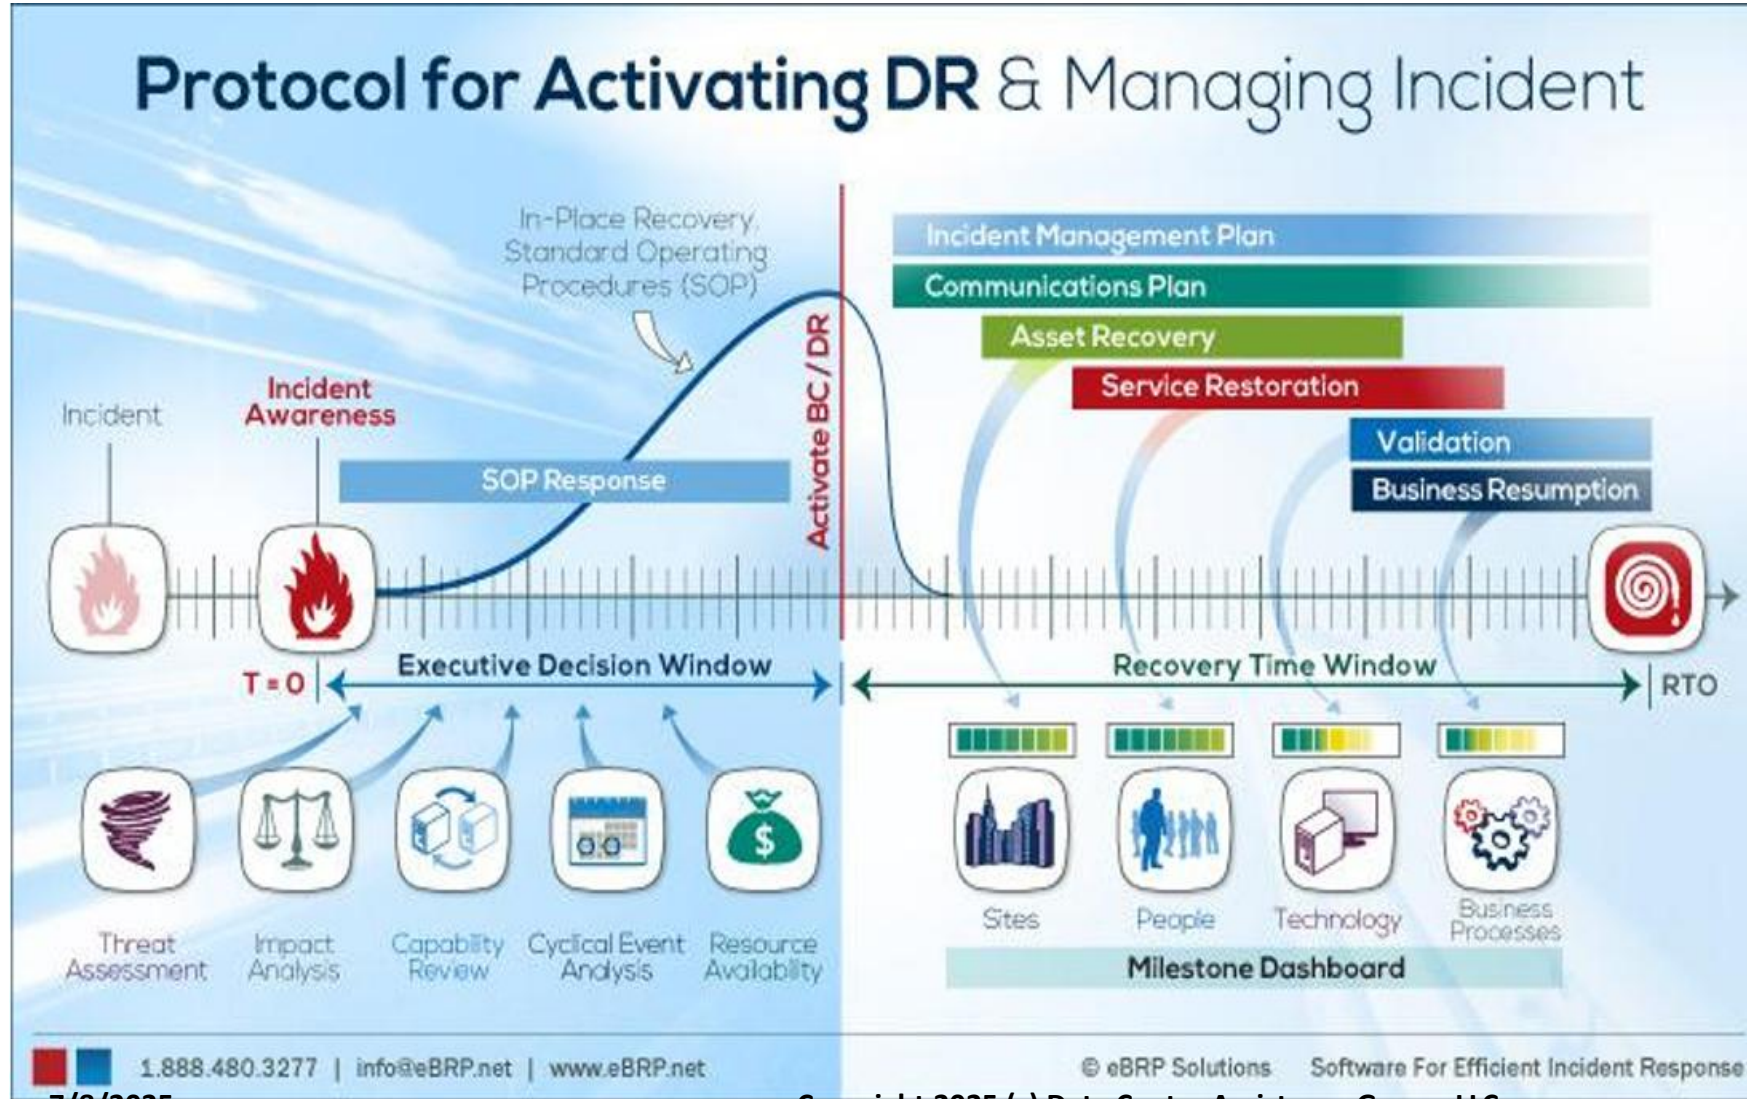 Protocol for Activating DR & Managing Incident
In-Place Recovery,
Standard Operating
Procedures (SOP)
Incident
Incident
Awareness
SOP Response
Activate BC / DR
Incident Management Plan
Communications Plan
Asset Recovery
Service Restoration
Validation
Business Resumption
T = 0
Executive Decision Window
Recovery Time Window
RTO
Threat
Assessment
Impact
Analysis
Capability
Review
Cyclical Event
Analysis
$
Resource
Availability
Sites
People
Technology
Business
Processes
Milestone Dashboard
1.888.480.3277 | info@eBRP.net | www.eBRP.net
© eBRP Solutions Software For Efficient Incident Response